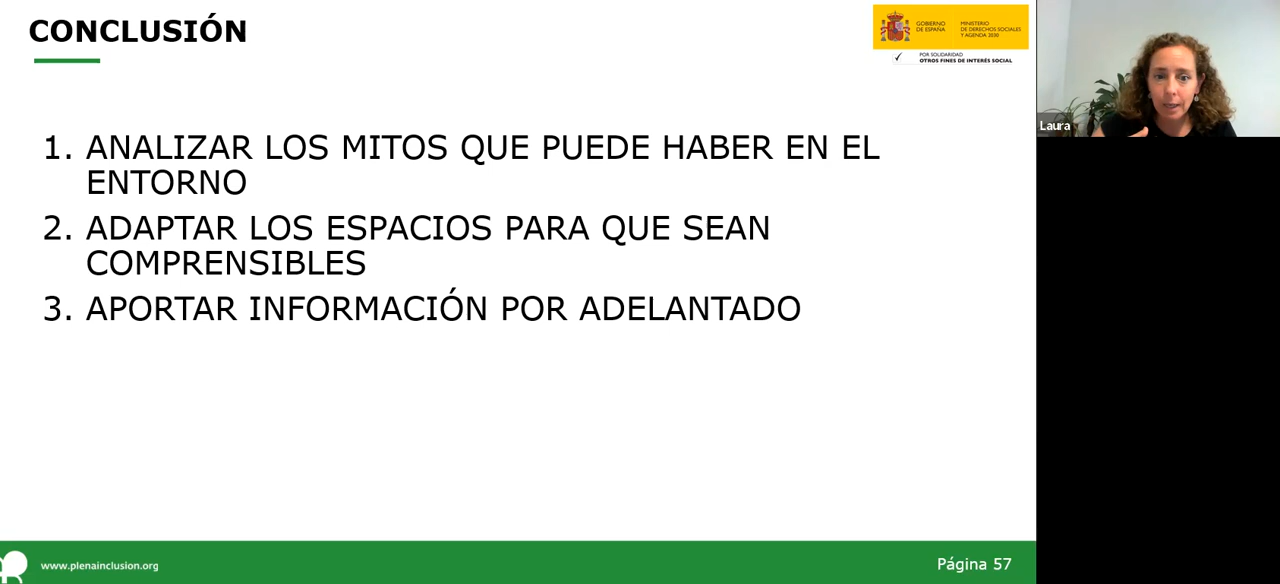 CONCLUSIÓN
GOBIERNO
DE ESPAÑA
MINISTERIO
DE DERECHOS SOCIALES
Y AGENDA 2030
POR SOLIDARIDAD
OTROS FINES DE INTERÉS SOCIAL
Laura
1. ANALIZAR LOS MITOS QUE PUEDE HABER EN EL
ENTORNO
2. ADAPTAR LOS ESPACIOS PARA QUE SEAN
COMPRENSIBLES
3. APORTAR INFORMACIÓN POR ADELANTADO
www.plenainclusion.org
Página 57